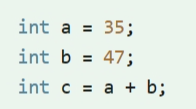 int a = 35;
int b = 47;
int c = a + b;